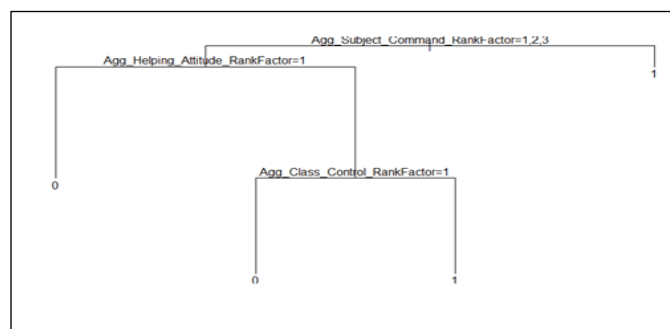 Agg_Subject_Command_RankFactor=1,2,3
Agg_Helping_Attitude_RankFactor=1
1
Agg_Class_Control_RankFactor=1
0
0
1